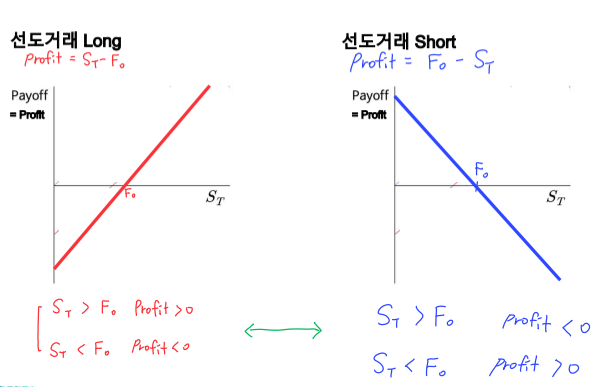 선도거래 Long
Profit = S_T - F_0
Payoff
= Profit
F_0
S_T
S_T > F_0 Profit > 0
S_T < F_0 Profit < 0
선도거래 Short
Profit = F_0 - S_T
Payoff
= Profit
F_0
S_T
S_T > F_0 Profit < 0
S_T < F_0 Profit > 0